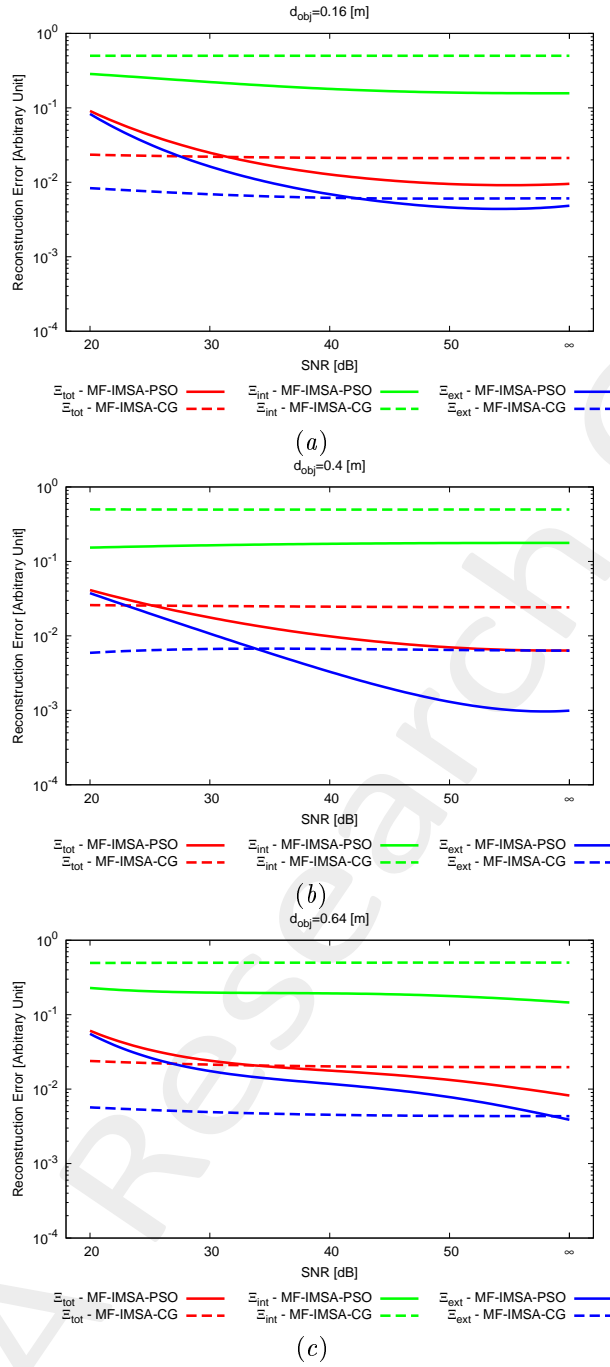 d_obj=0.16 [m]
Reconstruction Error [Arbitrary Unit]
10^0
10^-1
10^-2
10^-3
10^-4
20 30 40 50 ∞
SNR [dB]
Ξ_tot - MF-IMSA-PSO Ξ_int - MF-IMSA-PSO Ξ_ext - MF-IMSA-PSO
Ξ_tot - MF-IMSA-CG Ξ_int - MF-IMSA-CG Ξ_ext - MF-IMSA-CG
(a)
d_obj=0.4 [m]
Reconstruction Error [Arbitrary Unit]
10^0
10^-1
10^-2
10^-3
10^-4
20 30 40 50 ∞
SNR [dB]
Ξ_tot - MF-IMSA-PSO Ξ_int - MF-IMSA-PSO Ξ_ext - MF-IMSA-PSO
Ξ_tot - MF-IMSA-CG Ξ_int - MF-IMSA-CG Ξ_ext - MF-IMSA-CG
(b)
d_obj=0.64 [m]
Reconstruction Error [Arbitrary Unit]
10^0
10^-1
10^-2
10^-3
10^-4
20 30 40 50 ∞
SNR [dB]
Ξ_tot - MF-IMSA-PSO Ξ_int - MF-IMSA-PSO Ξ_ext - MF-IMSA-PSO
Ξ_tot - MF-IMSA-CG Ξ_int - MF-IMSA-CG Ξ_ext - MF-IMSA-CG
(c)
A Research